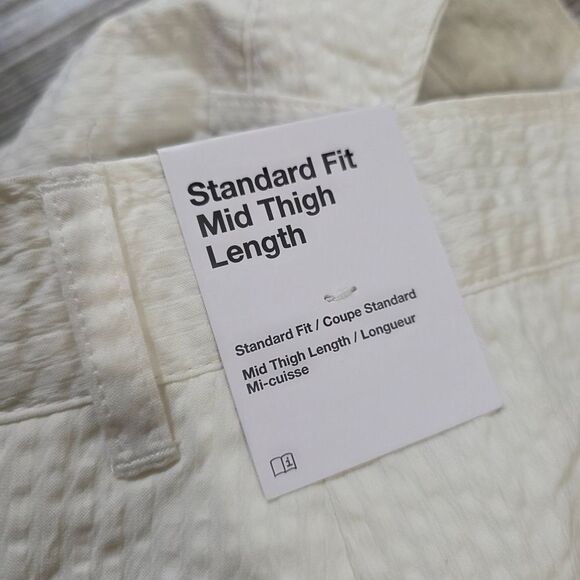 Standard Fit
Mid Thigh
Length
Standard Fit / Coupe Standard
Mid Thigh Length / Longueur
Mi-cuisse
i